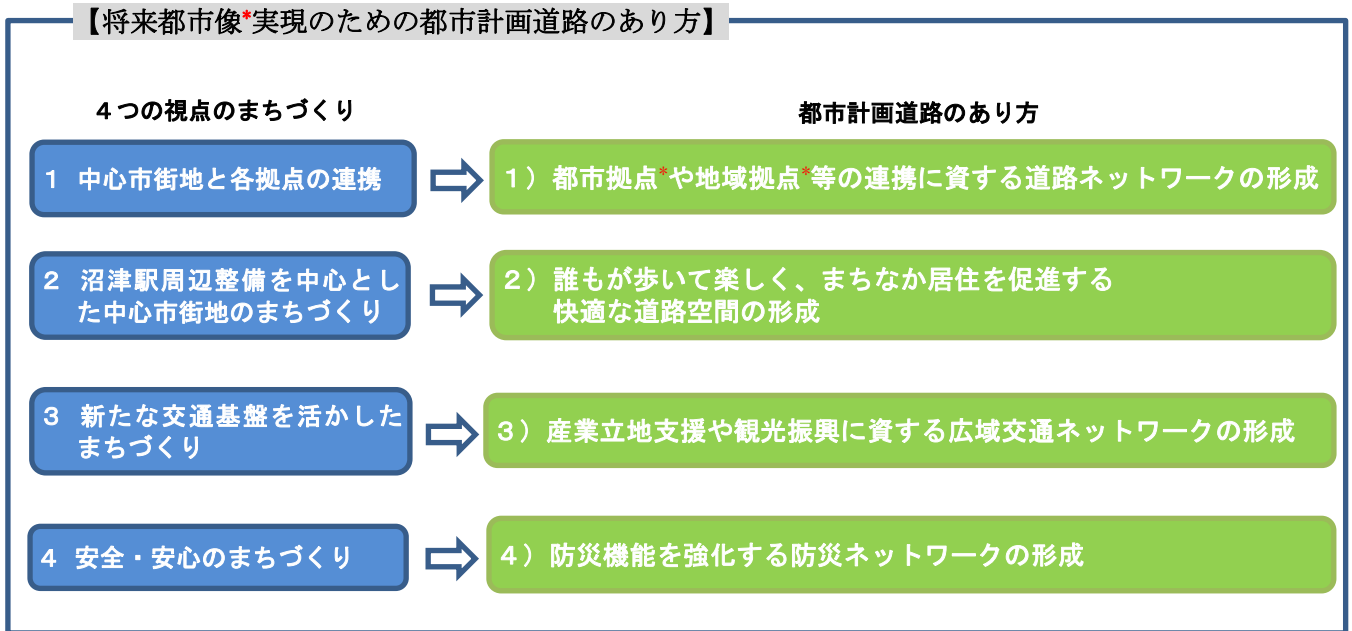 【将来都市像*実現のための都市計画道路のあり方】
４つの視点のまちづくり
都市計画道路のあり方
１ 中心市街地と各拠点の連携
１）都市拠点*や地域拠点*等の連携に資する道路ネットワークの形成
２ 沼津駅周辺整備を中心とし
た中心市街地のまちづくり
２）誰もが歩いて楽しく、まちなか居住を促進する
快適な道路空間の形成
３ 新たな交通基盤を活かした
まちづくり
３）産業立地支援や観光振興に資する広域交通ネットワークの形成
４ 安全・安心のまちづくり
４）防災機能を強化する防災ネットワークの形成